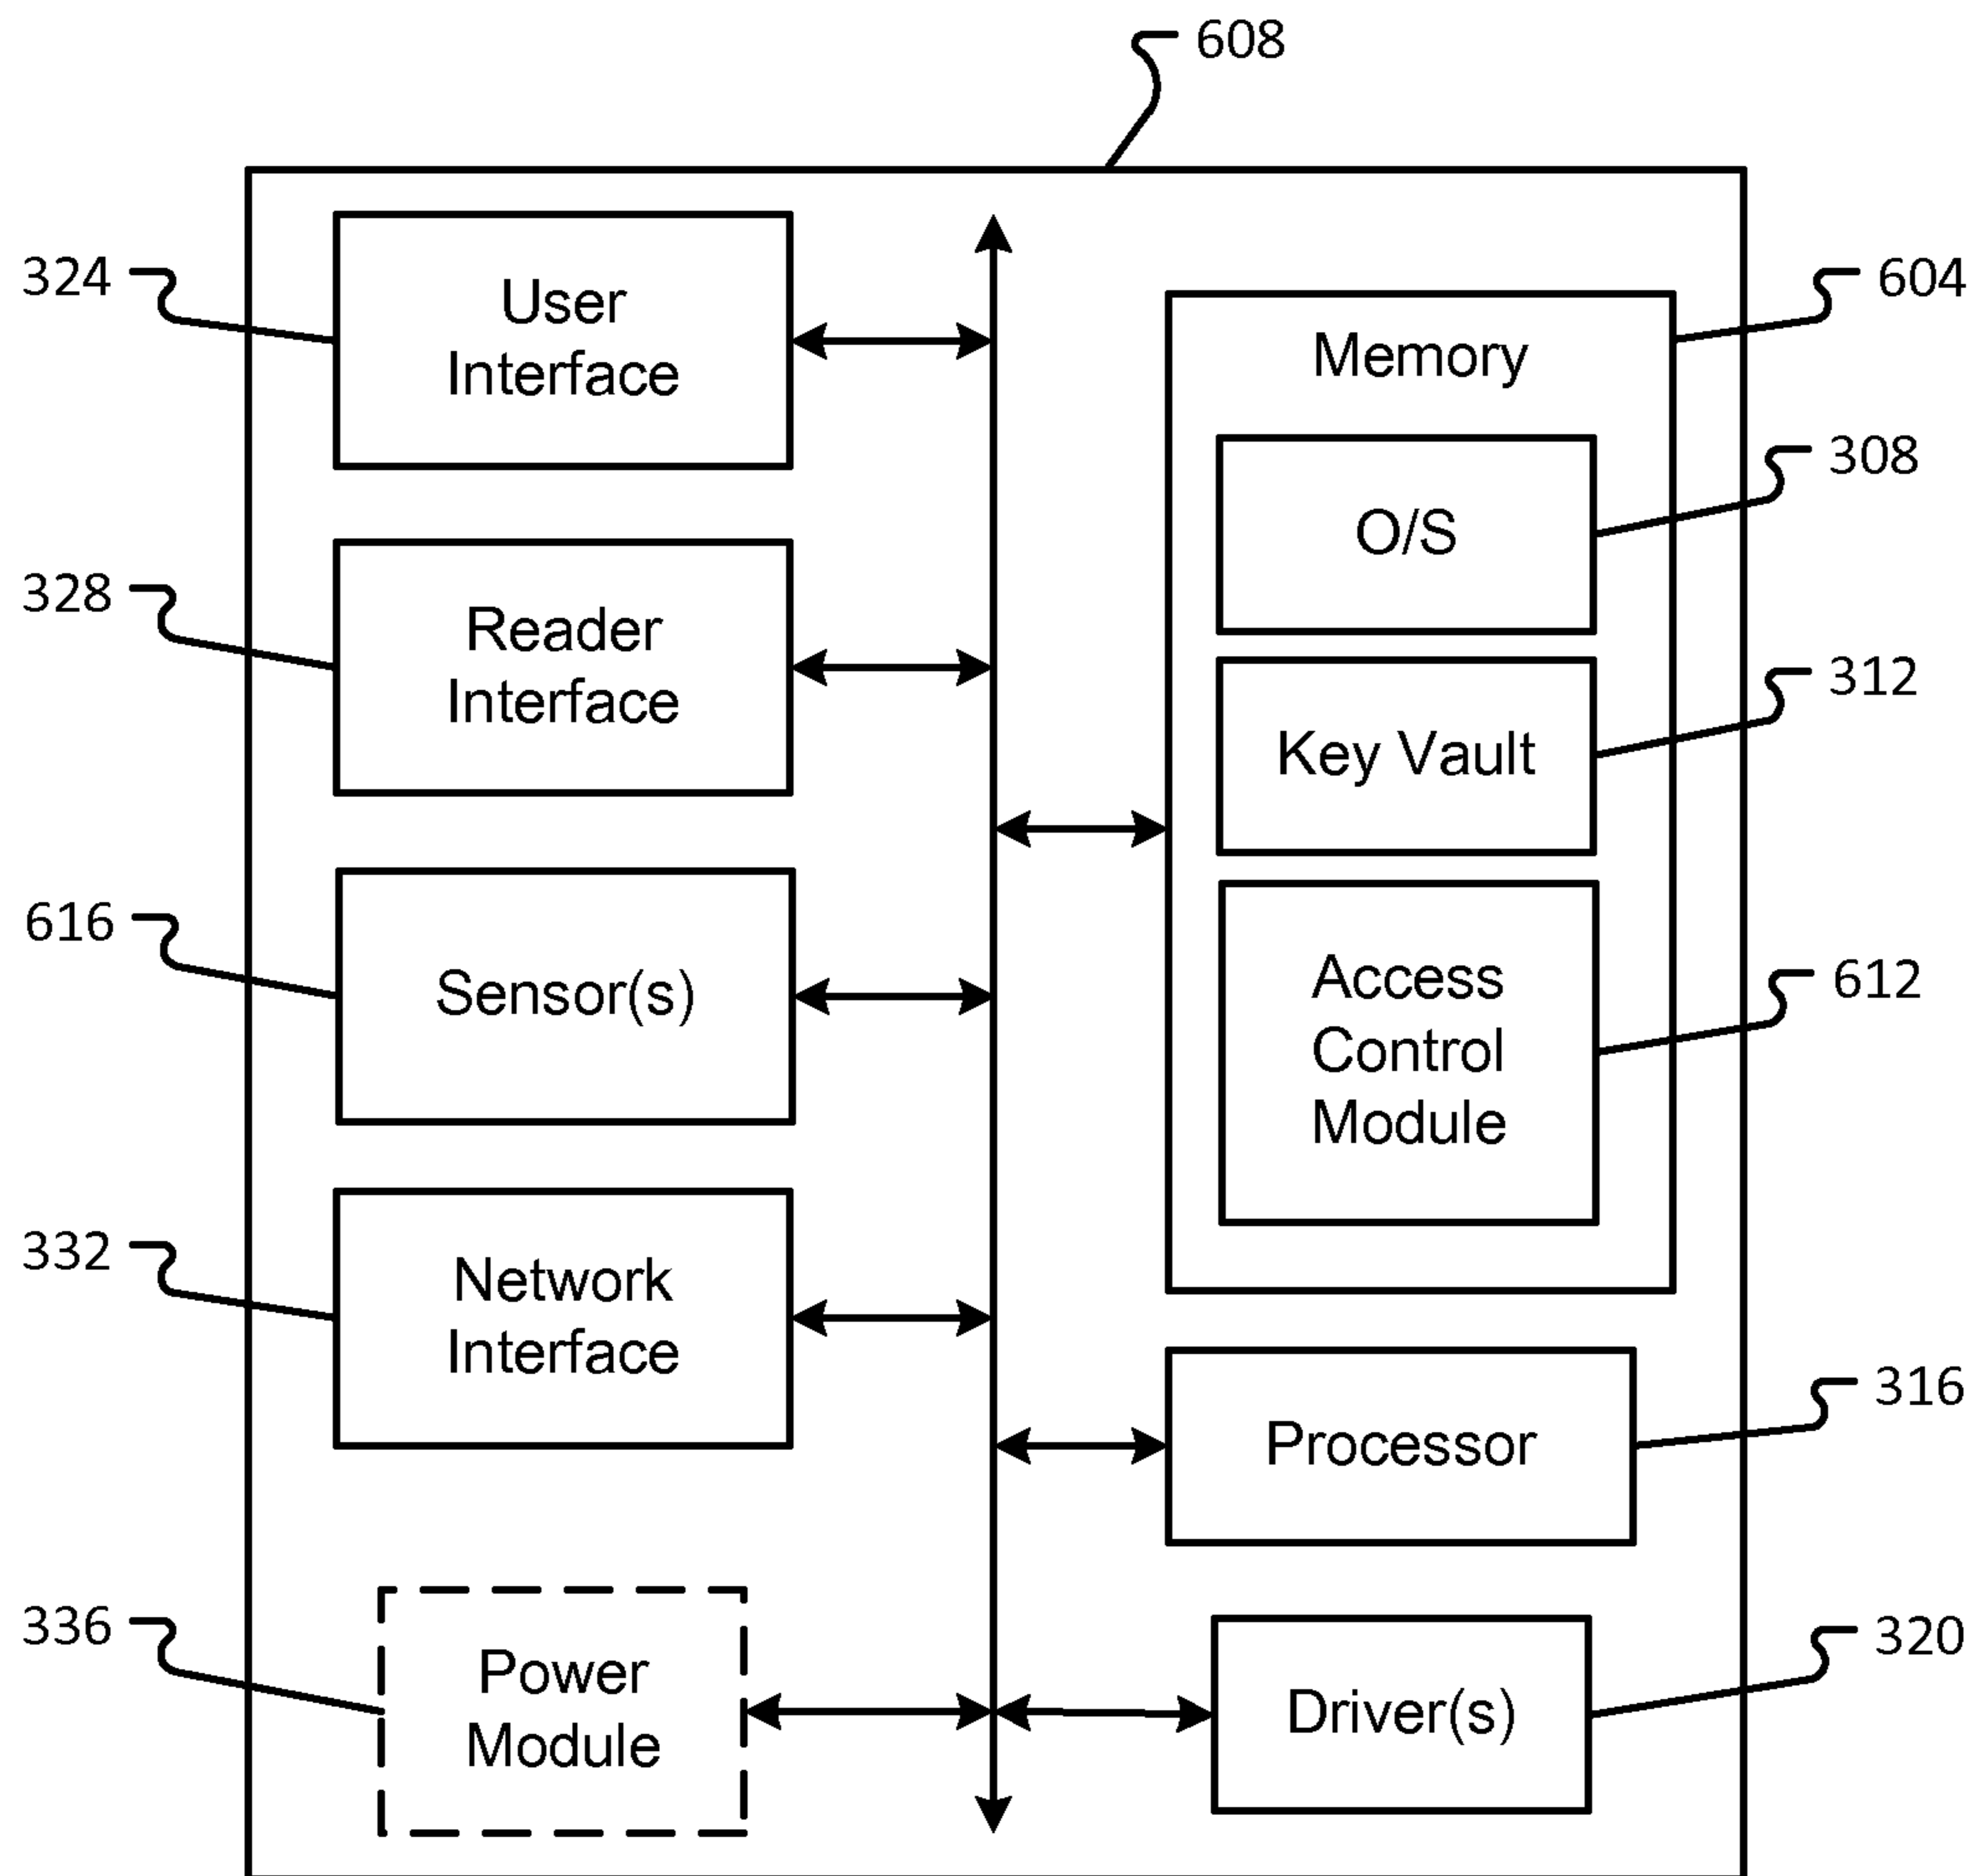 608
324
User
Interface
604
Memory
308
O/S
328
Reader
Interface
312
Key Vault
616
Sensor(s)
612
Access
Control
Module
332
Network
Interface
316
Processor
336
Power
Module
320
Driver(s)